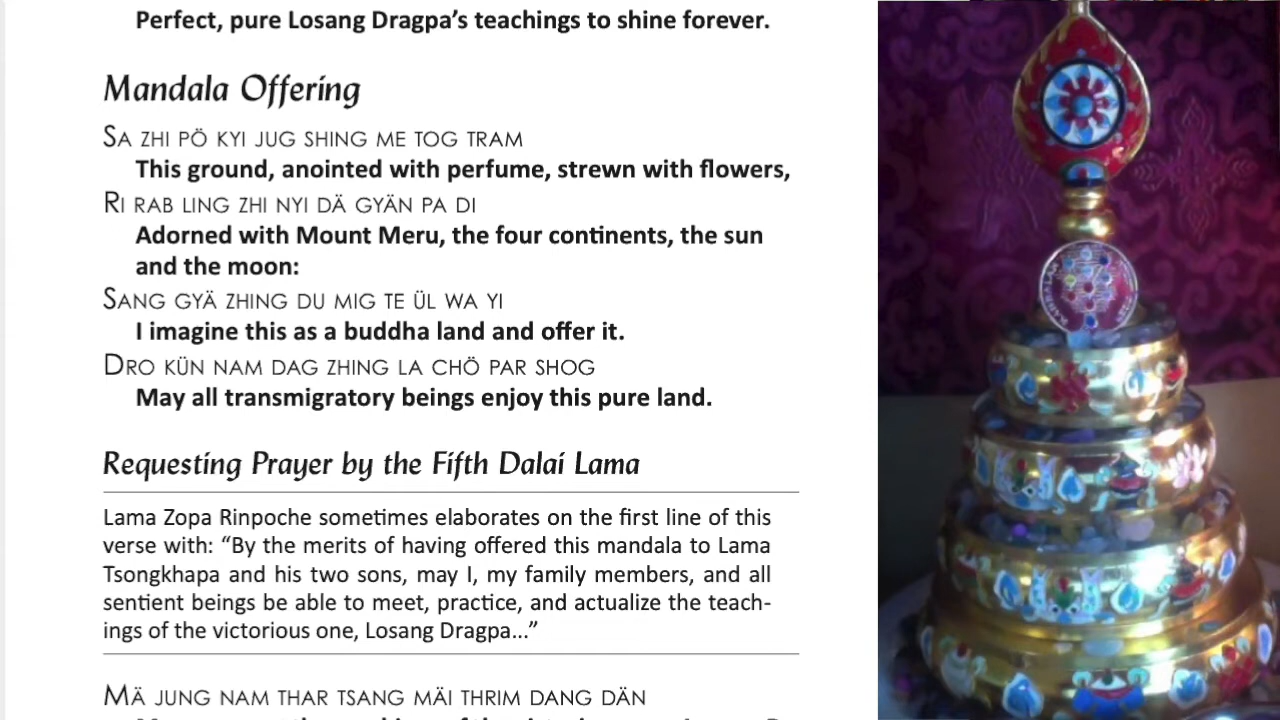 Perfect, pure Losang Dragpa's teachings to shine forever.
Mandala Offering
SA ZHI PÖ KYI JUG SHING ME TOG TRAM
This ground, anointed with perfume, strewn with flowers,
RI RAB LING ZHI NYI DÄ GYÄN PA DI
Adorned with Mount Meru, the four continents, the sun
and the moon:
SANG GYÄ ZHING DU MIG TE ÜL WA YI
I imagine this as a buddha land and offer it.
DRO KÜN NAM DAG ZHING LA CHÖ PAR SHOG
May all transmigratory beings enjoy this pure land.
Requesting Prayer by the Fifth Dalai Lama
Lama Zopa Rinpoche sometimes elaborates on the first line of this
verse with: “By the merits of having offered this mandala to Lama
Tsongkhapa and his two sons, may I, my family members, and all
sentient beings be able to meet, practice, and actualize the teach-
ings of the victorious one, Losang Dragpa...”
MÄ JUNG NAM THAR TSANG MÄI THRIM DANG DÄN